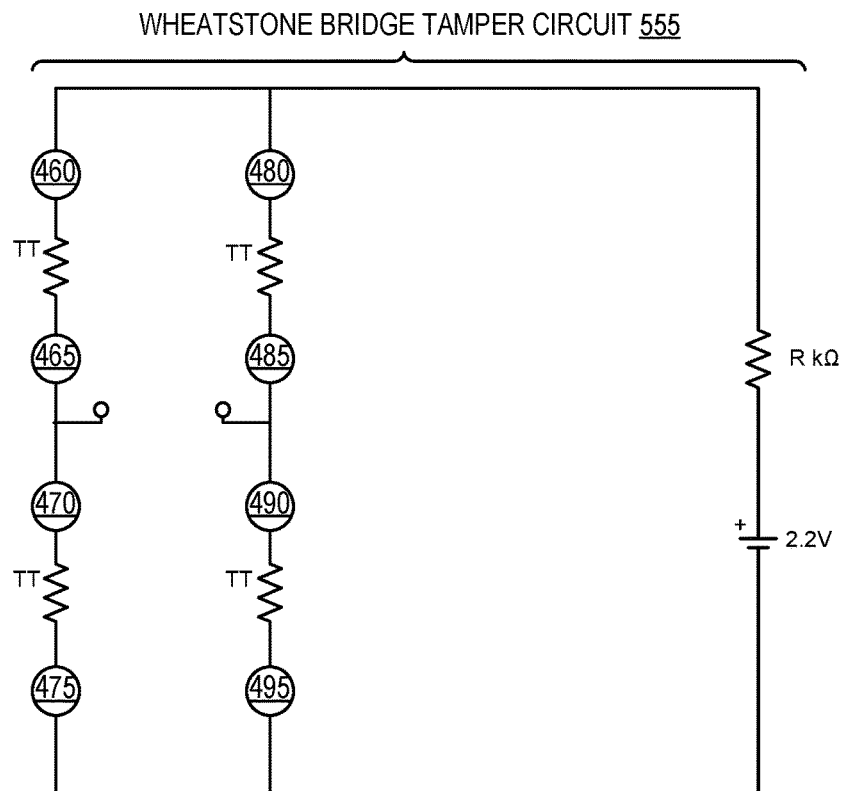 WHEATSTONE BRIDGE TAMPER CIRCUIT 555
460
480
TT
TT
465
485
R kΩ
470
490
+
2.2V
TT
TT
475
495